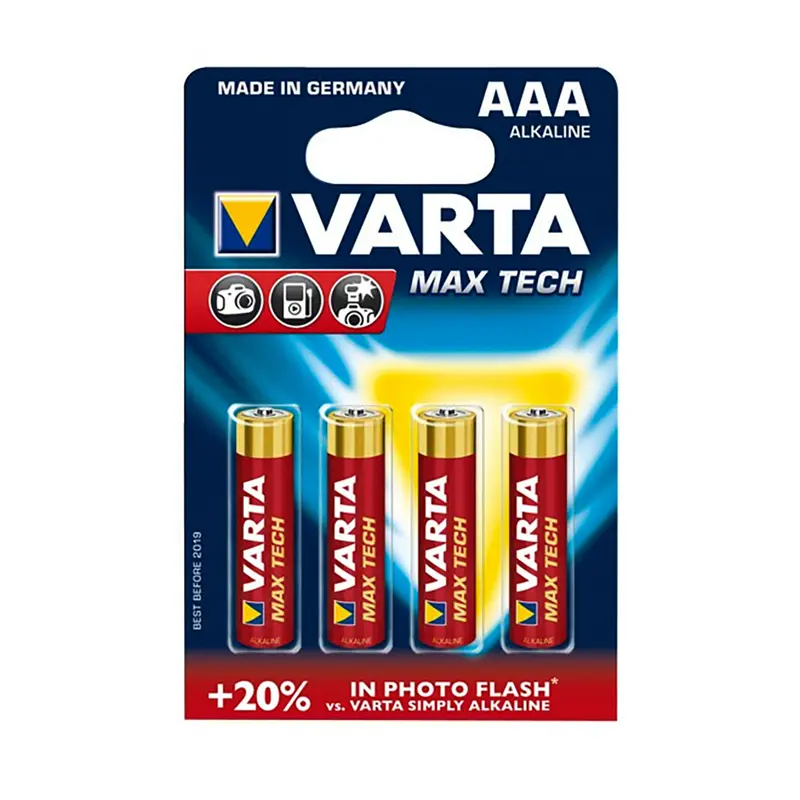 MADE IN GERMANY
AAA
ALKALINE
VARTA
MAX TECH
VARTA
MAX TECH
ALKALINE
VARTA
MAX TECH
ALKALINE
VARTA
MAX TECH
ALKALINE
VARTA
MAX TECH
ALKALINE
BEST BEFORE 2019
+20%
IN PHOTO FLASH*
vs. VARTA SIMPLY ALKALINE